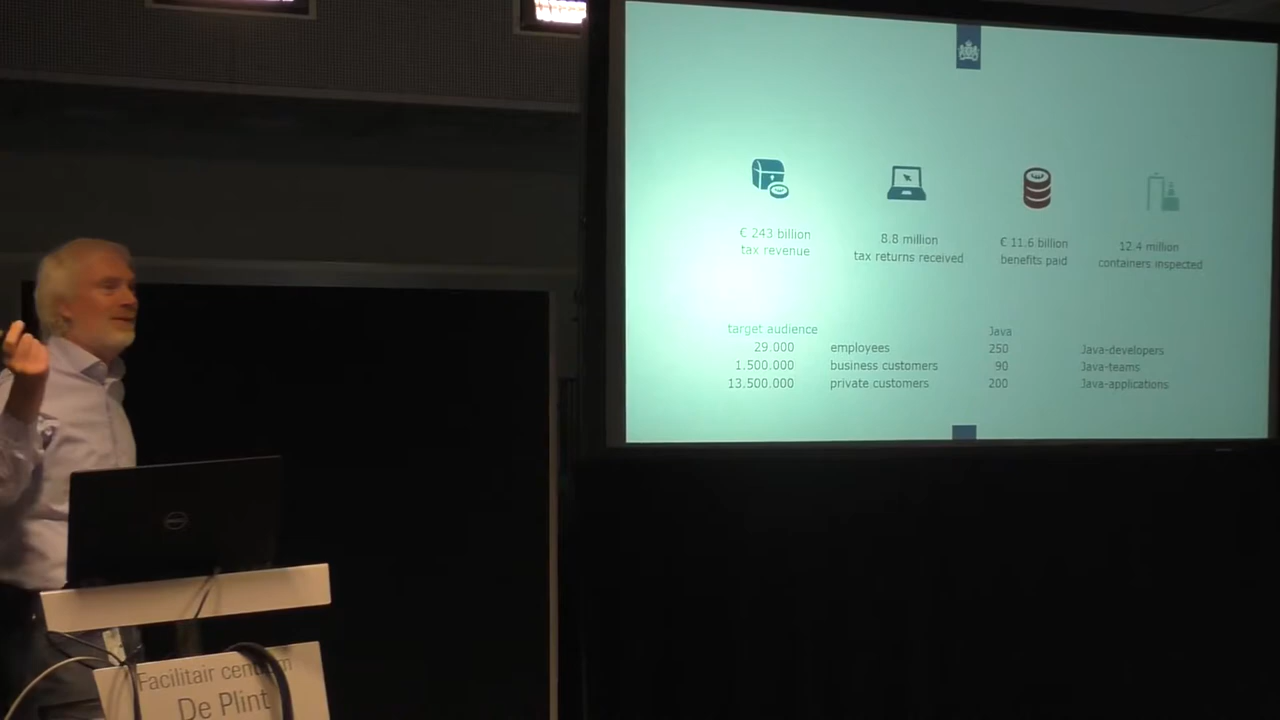 € 243 billion
tax revenue
8.8 million
tax returns received
€ 11.6 billion
benefits paid
12.4 million
containers inspected
target audience
29.000 employees
1.500.000 business customers
13.500.000 private customers
Java
250 Java-developers
90 Java-teams
200 Java-applications
DELL
Facilitair centrum
De Plint